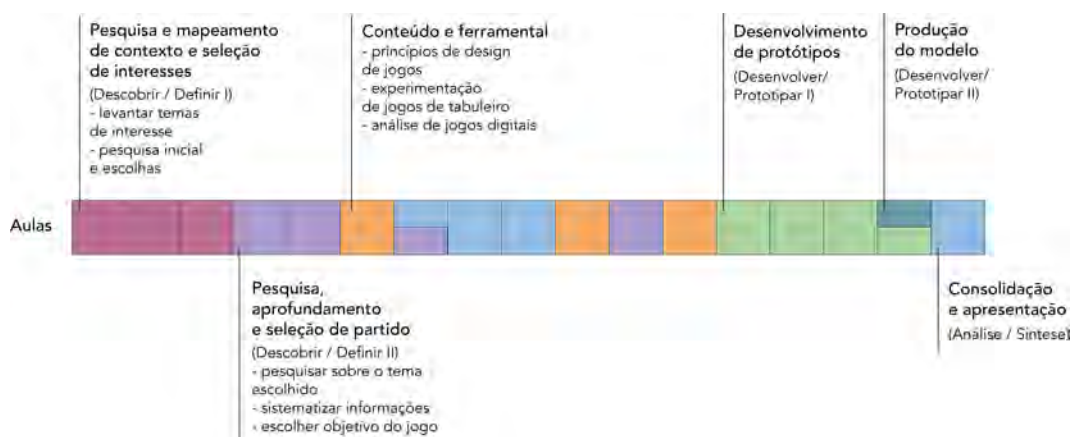 Pesquisa e mapeamento
de contexto e seleção
de interesses
(Descobrir / Definir I)
- levantar temas
de interesse
- pesquisa inicial
e escolhas
Conteúdo e ferramental
- princípios de design
de jogos
- experimentação
de jogos de tabuleiro
- análise de jogos digitais
Desenvolvimento
de protótipos
(Desenvolver/
Prototipar I)
Produção
do modelo
(Desenvolver/
Prototipar II)
Aulas
Pesquisa,
aprofundamento
e seleção de partido
(Descobrir / Definir II)
- pesquisar sobre o tema
escolhido
- sistematizar informações
- escolher objetivo do jogo
Consolidação
e apresentação
(Análise / Síntese)